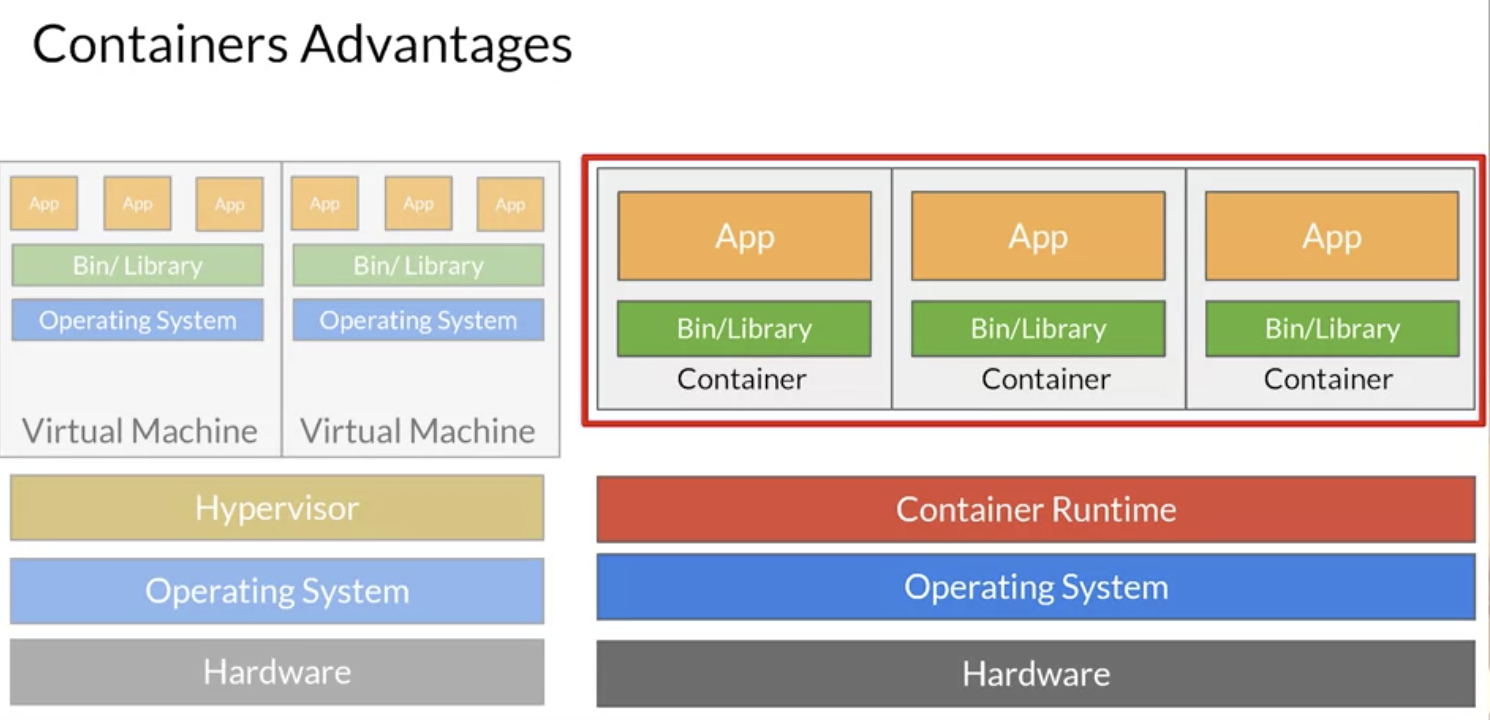 Containers Advantages
App App App App App App
Bin/ Library Bin/ Library
Operating System Operating System
Virtual Machine Virtual Machine
Hypervisor
Operating System
Hardware
App App App
Bin/Library Bin/Library Bin/Library
Container Container Container
Container Runtime
Operating System
Hardware